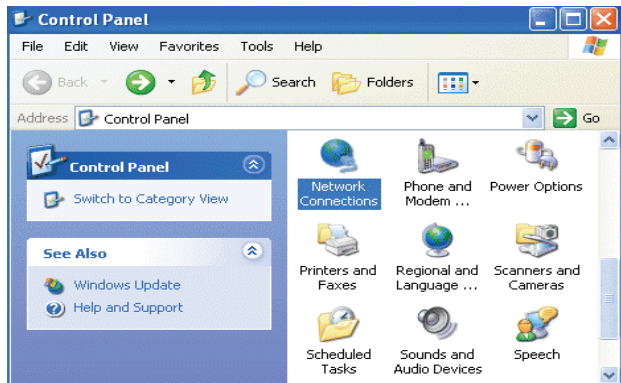 Control Panel
File Edit View Favorites Tools Help
Back Search Folders
Address Control Panel Go
Control Panel
Switch to Category View
See Also
Windows Update
Help and Support
Network
Connections
Phone and
Modem ...
Power Options
Printers and
Faxes
Regional and
Language ...
Scanners and
Cameras
Scheduled
Tasks
Sounds and
Audio Devices
Speech